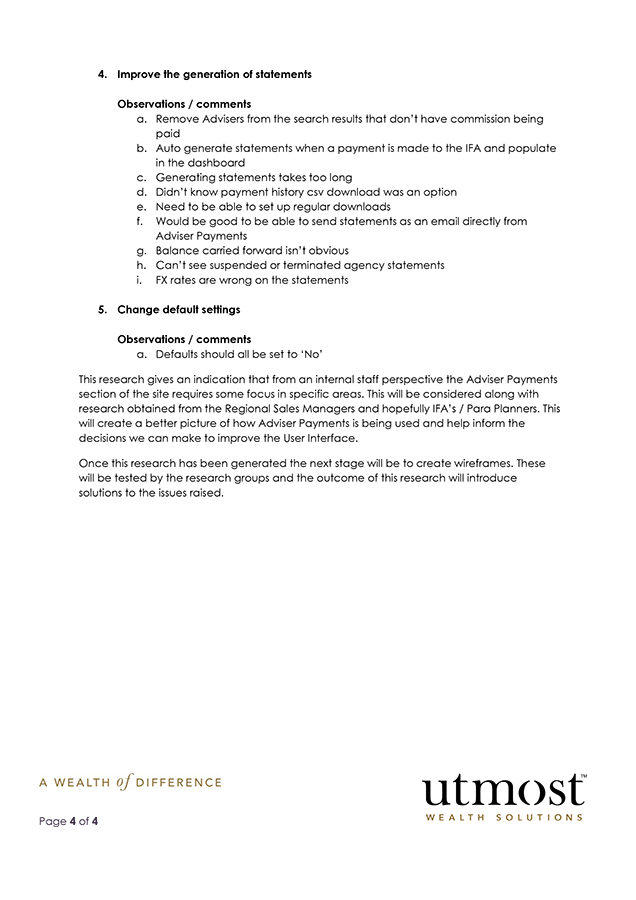 4. Improve the generation of statements
Observations / comments
a. Remove Advisers from the search results that don't have commission being
paid
b. Auto generate statements when a payment is made to the IFA and populate
in the dashboard
c. Generating statements takes too long
d. Didn't know payment history csv download was an option
e. Need to be able to set up regular downloads
f. Would be good to be able to send statements as an email directly from
Adviser Payments
g. Balance carried forward isn't obvious
h. Can't see suspended or terminated agency statements
i. FX rates are wrong on the statements
5. Change default settings
Observations / comments
a. Defaults should all be set to 'No'
This research gives an indication that from an internal staff perspective the Adviser Payments
section of the site requires some focus in specific areas. This will be considered along with
research obtained from the Regional Sales Managers and hopefully IFA's / Para Planners. This
will create a better picture of how Adviser Payments is being used and help inform the
decisions we can make to improve the User Interface.
Once this research has been generated the next stage will be to create wireframes. These
will be tested by the research groups and the outcome of this research will introduce
solutions to the issues raised.
A WEALTH of DIFFERENCE
utmost™
WEALTH SOLUTIONS
Page 4 of 4